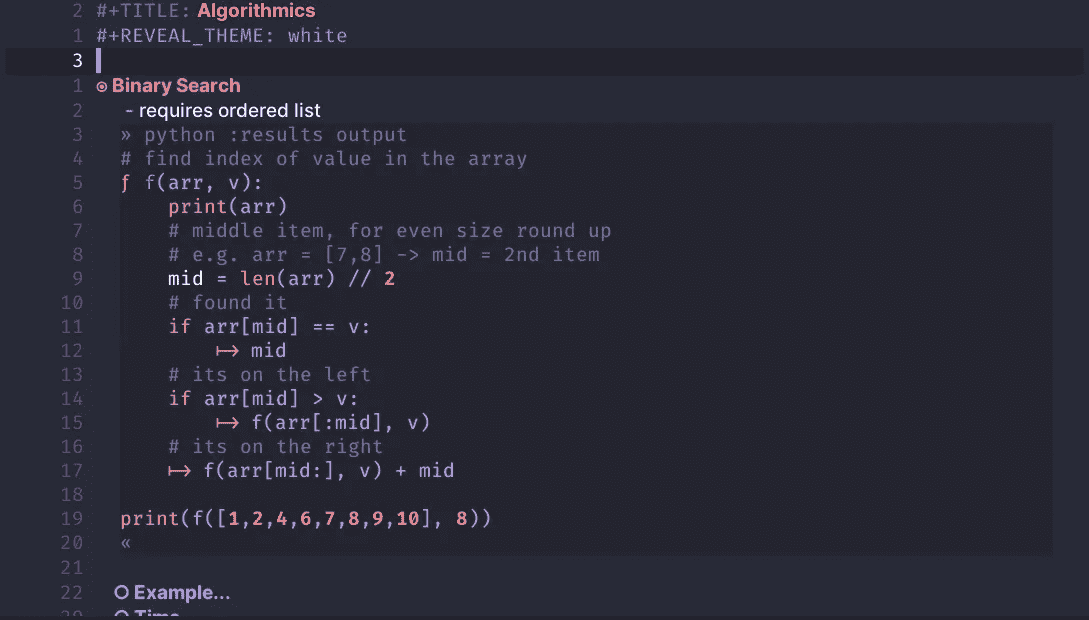 2 #+TITLE: Algorithmics
1 #+REVEAL_THEME: white
3
1 ◉ Binary Search
2 - requires ordered list
3 » python :results output
4 # find index of value in the array
5 ƒ f(arr, v):
6 print(arr)
7 # middle item, for even size round up
8 # e.g. arr = [7,8] -> mid = 2nd item
9 mid = len(arr) // 2
10 # found it
11 if arr[mid] == v:
12 ↦ mid
13 # its on the left
14 if arr[mid] > v:
15 ↦ f(arr[:mid], v)
16 # its on the right
17 ↦ f(arr[mid:], v) + mid
18
19 print(f([1,2,4,6,7,8,9,10], 8))
20 «
21
22 ○ Example...
○ Time